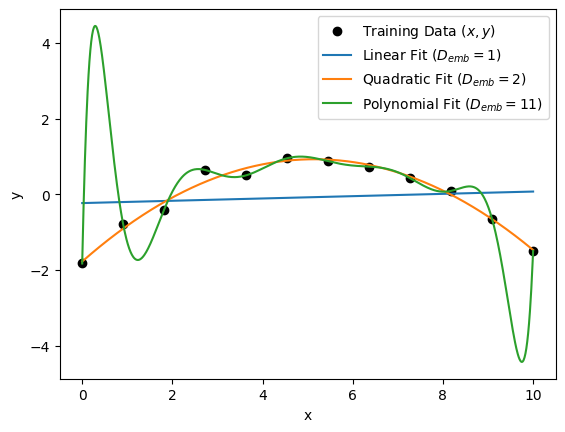 Training Data (x, y)
Linear Fit (D_emb = 1)
Quadratic Fit (D_emb = 2)
Polynomial Fit (D_emb = 11)
4
2
0
−2
−4
y
0 2 4 6 8 10
x